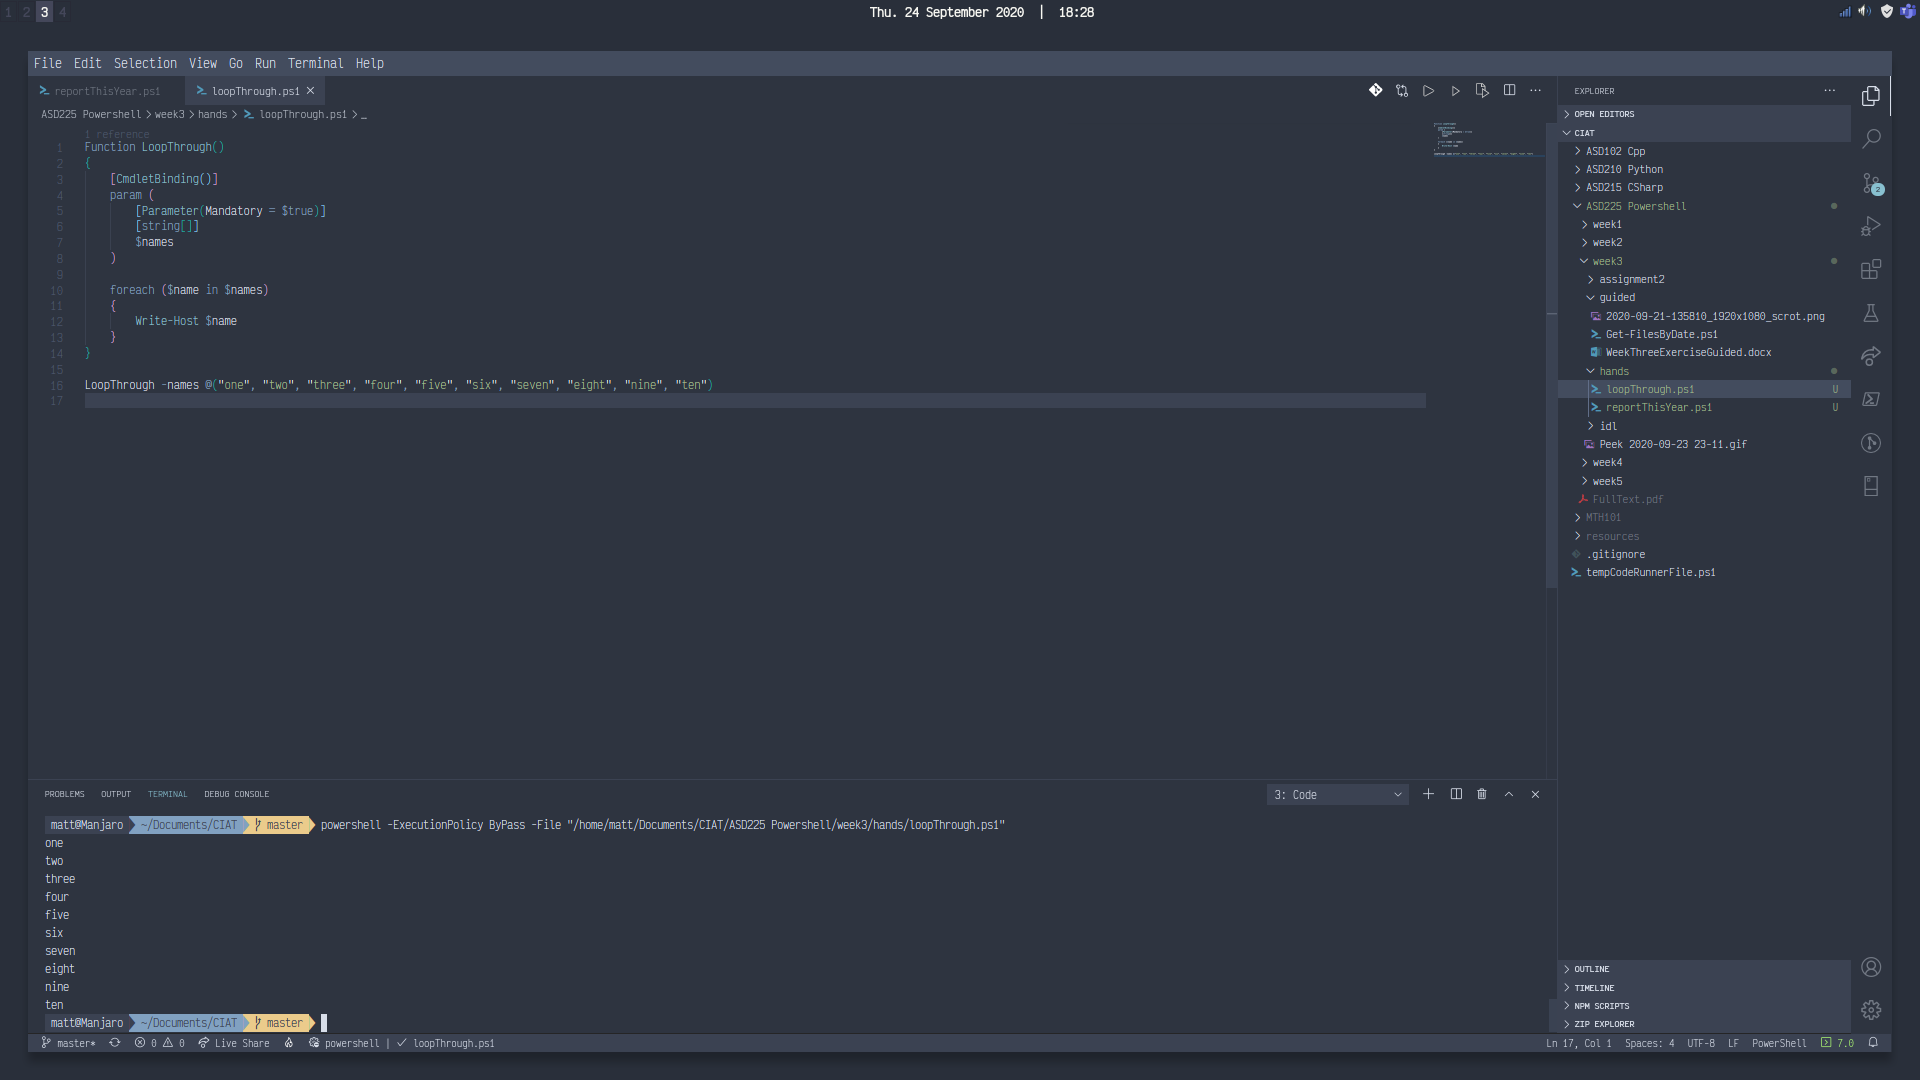 1 2 3 4
Thu. 24 September 2020 | 18:28
File Edit Selection View Go Run Terminal Help
reportThisYear.ps1
loopThrough.ps1
ASD225 Powershell > week3 > hands > loopThrough.ps1 > _
1 reference
1 Function LoopThrough()
2 {
3 [CmdletBinding()]
4 param (
5 [Parameter(Mandatory = $true)]
6 [string[]]
7 $names
8 )
9
10 foreach ($name in $names)
11 {
12 Write-Host $name
13 }
14 }
15
16 LoopThrough -names @("one", "two", "three", "four", "five", "six", "seven", "eight", "nine", "ten")
17
EXPLORER
OPEN EDITORS
CIAT
ASD102 Cpp
ASD210 Python
ASD215 CSharp
ASD225 Powershell
week1
week2
week3
assignment2
guided
2020-09-21-135810_1920x1080_scrot.png
Get-FilesByDate.ps1
WeekThreeExerciseGuided.docx
hands
loopThrough.ps1 U
reportThisYear.ps1 U
idl
Peek 2020-09-23 23-11.gif
week4
week5
FullText.pdf
MTH101
resources
.gitignore
tempCodeRunnerFile.ps1
OUTLINE
TIMELINE
NPM SCRIPTS
ZIP EXPLORER
2
PROBLEMS OUTPUT TERMINAL DEBUG CONSOLE
3: Code
matt@Manjaro ~/Documents/CIAT master powershell -ExecutionPolicy ByPass -File "/home/matt/Documents/CIAT/ASD225 Powershell/week3/hands/loopThrough.ps1"
one
two
three
four
five
six
seven
eight
nine
ten
matt@Manjaro ~/Documents/CIAT master
master* 0 0 Live Share powershell | loopThrough.ps1
Ln 17, Col 1 Spaces: 4 UTF-8 LF PowerShell 7.0